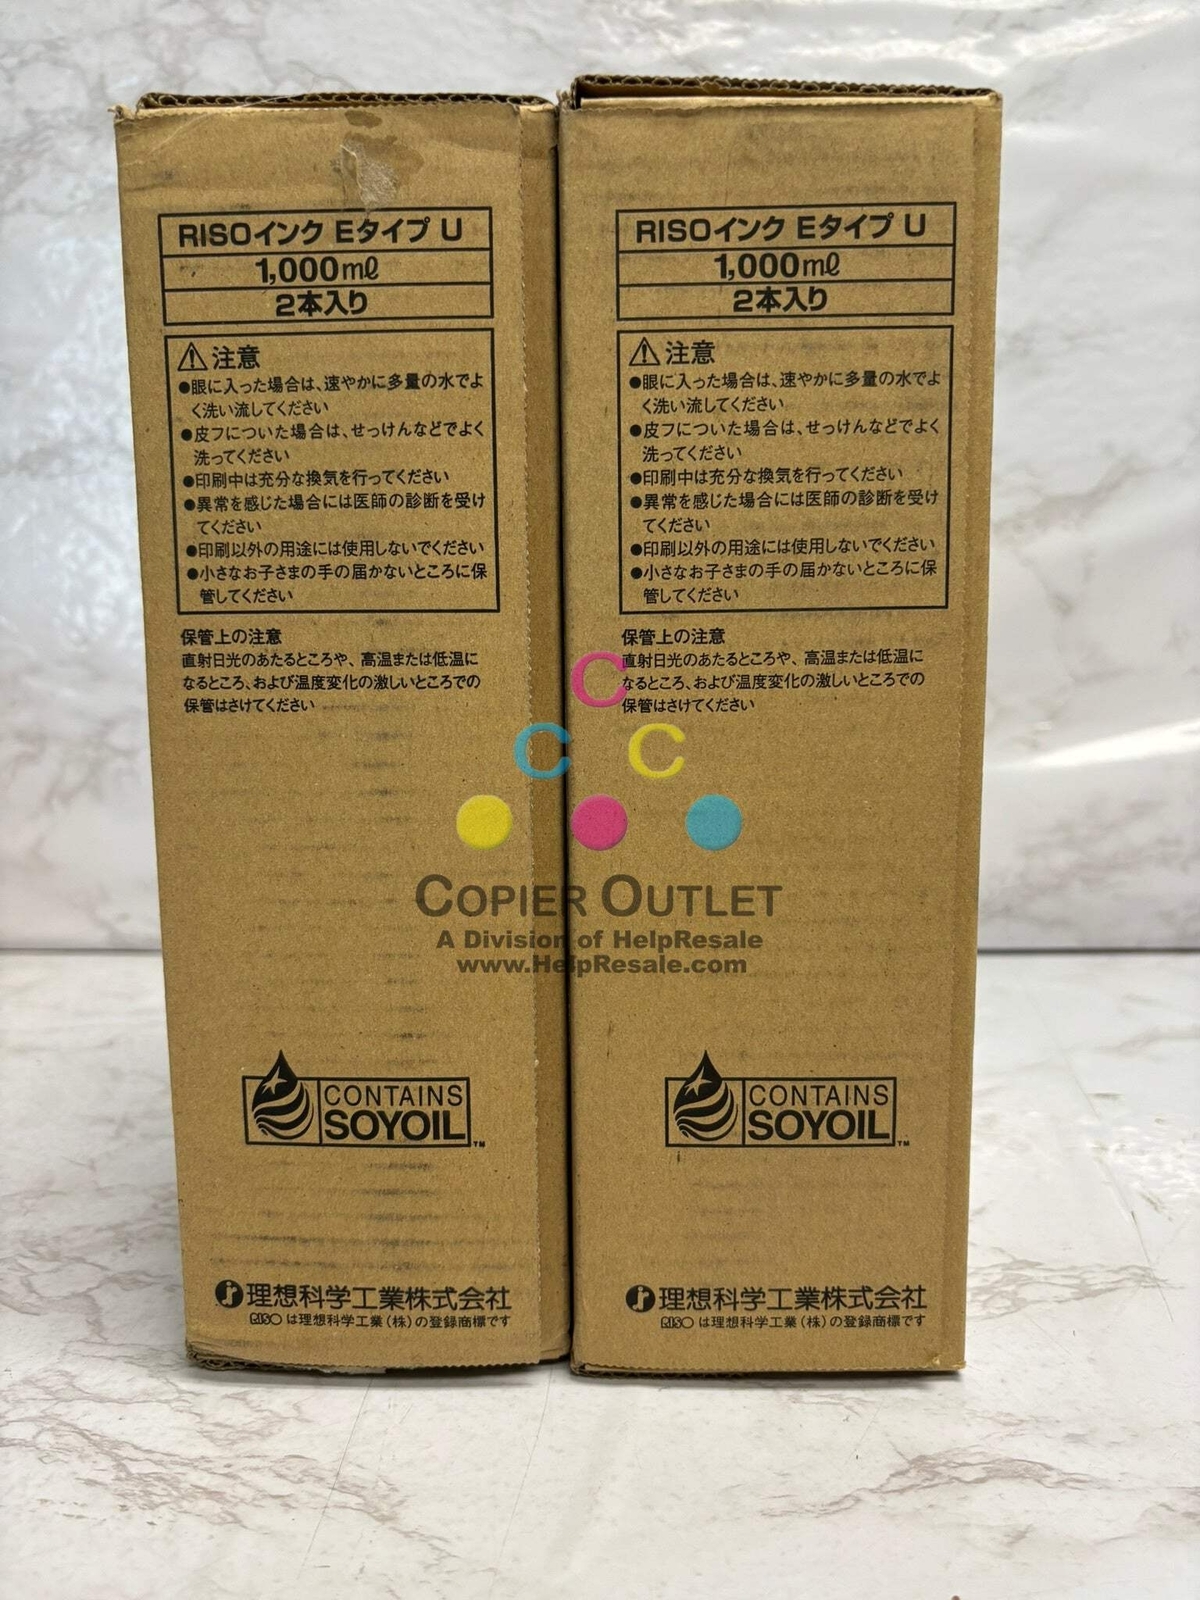 RISOインク Eタイプ U
1,000mℓ
2本入り
⚠注意
●眼に入った場合は、速やかに多量の水でよ
く洗い流してください
●皮フについた場合は、せっけんなどでよく
洗ってください
●印刷中は充分な換気を行ってください
●異常を感じた場合には医師の診断を受け
てください
●印刷以外の用途には使用しないでください
●小さなお子さまの手の届かないところに保
管してください
保管上の注意
直射日光のあたるところや、高温または低温に
なるところ、および温度変化の激しいところでの
保管はさけてください
CONTAINS
SOYOIL™
理想科学工業株式会社
RISO は理想科学工業(株)の登録商標です
RISOインク Eタイプ U
1,000mℓ
2本入り
⚠注意
●眼に入った場合は、速やかに多量の水でよ
く洗い流してください
●皮フについた場合は、せっけんなどでよく
洗ってください
●印刷中は充分な換気を行ってください
●異常を感じた場合には医師の診断を受け
てください
●印刷以外の用途には使用しないでください
●小さなお子さまの手の届かないところに保
管してください
保管上の注意
直射日光のあたるところや、高温または低温に
なるところ、および温度変化の激しいところでの
保管はさけてください
CONTAINS
SOYOIL™
理想科学工業株式会社
RISO は理想科学工業(株)の登録商標です
C
C C
COPIER OUTLET
A Division of HelpResale
www.HelpResale.com